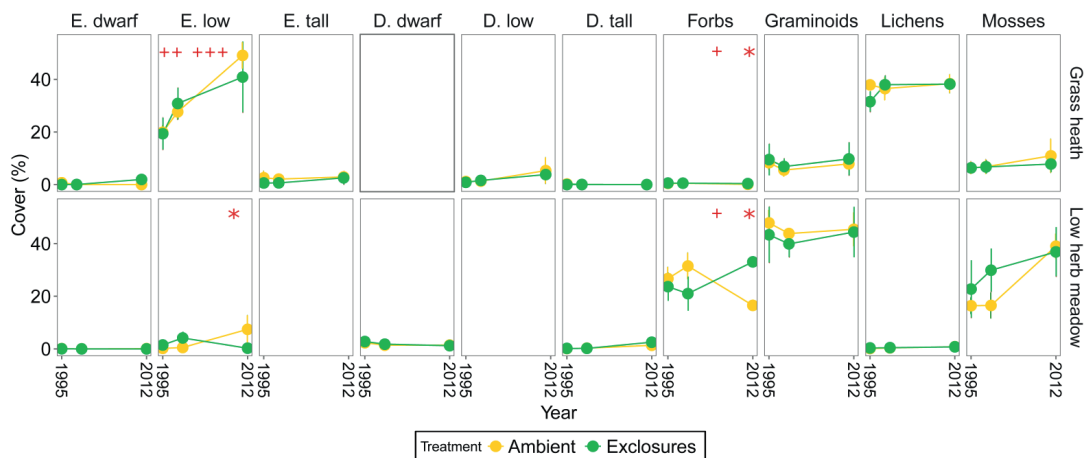 E. dwarf E. low E. tall D. dwarf D. low D. tall Forbs Graminoids Lichens Mosses
Cover (%)
40
20
0
++ +++
+ *
Grass heath
40
20
0
*
+ *
Low herb meadow
1995 2012 1995 2012 1995 2012 1995 2012 1995 2012 1995 2012 1995 2012 1995 2012 1995 2012 1995 2012
Year
Treatment Ambient Exclosures